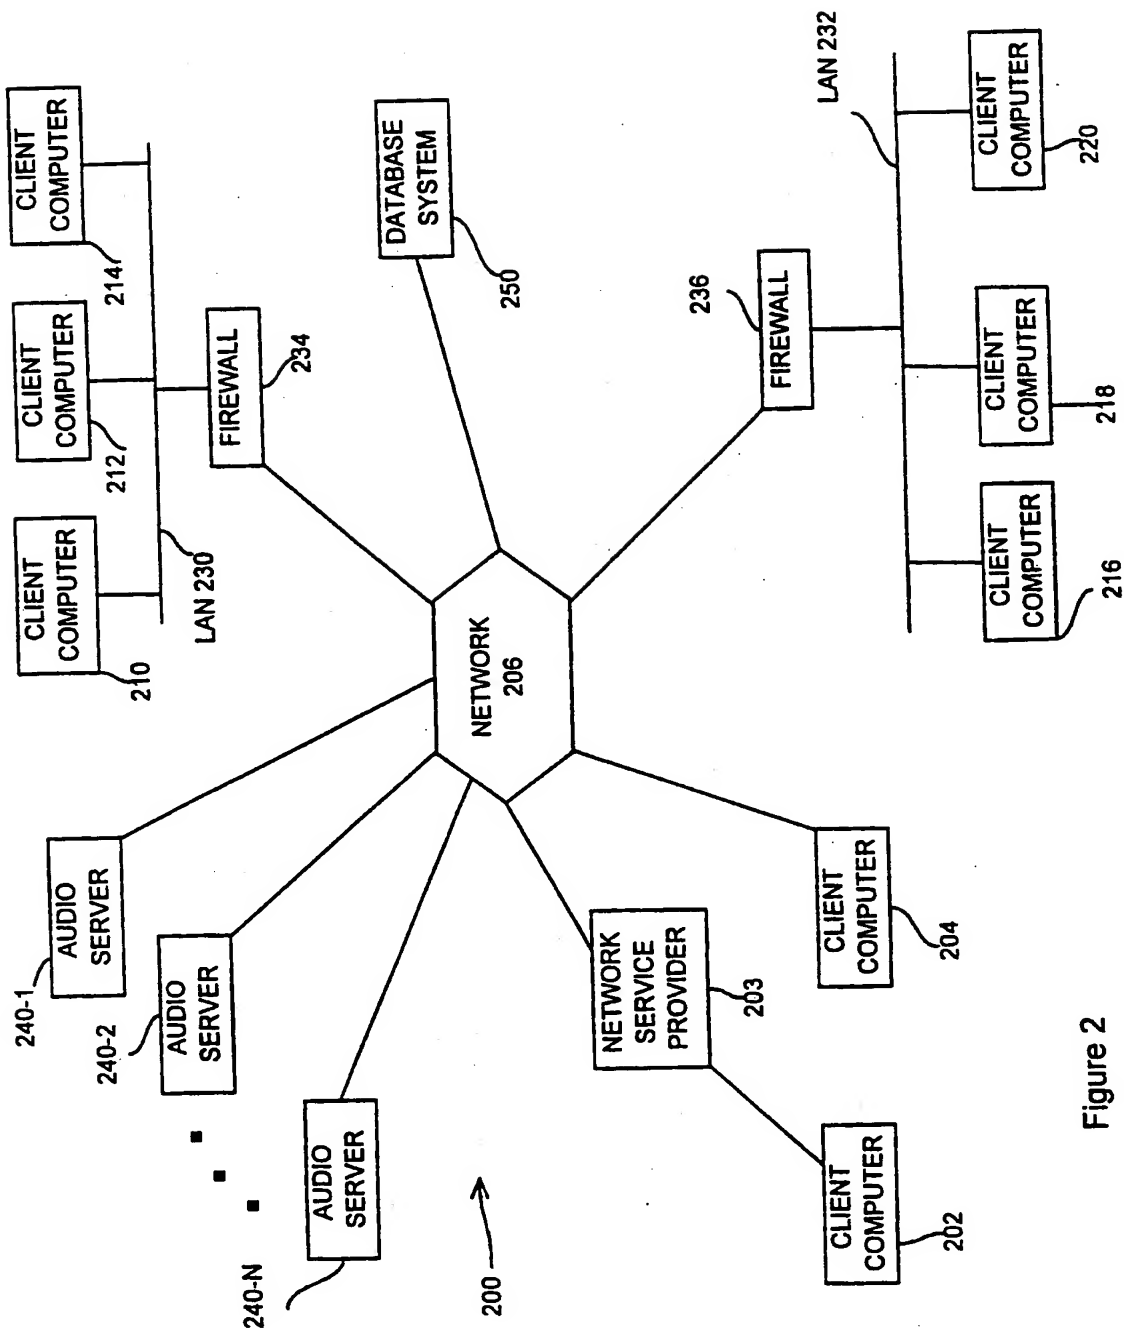 240-1
AUDIO
SERVER
240-2
AUDIO
SERVER
240-N
AUDIO
SERVER
200
CLIENT
COMPUTER
210
CLIENT
COMPUTER
212
CLIENT
COMPUTER
214
LAN 230
FIREWALL
234
DATABASE
SYSTEM
250
NETWORK
206
NETWORK
SERVICE
PROVIDER
203
CLIENT
COMPUTER
202
CLIENT
COMPUTER
204
236
FIREWALL
LAN 232
CLIENT
COMPUTER
216
CLIENT
COMPUTER
218
CLIENT
COMPUTER
220
Figure 2